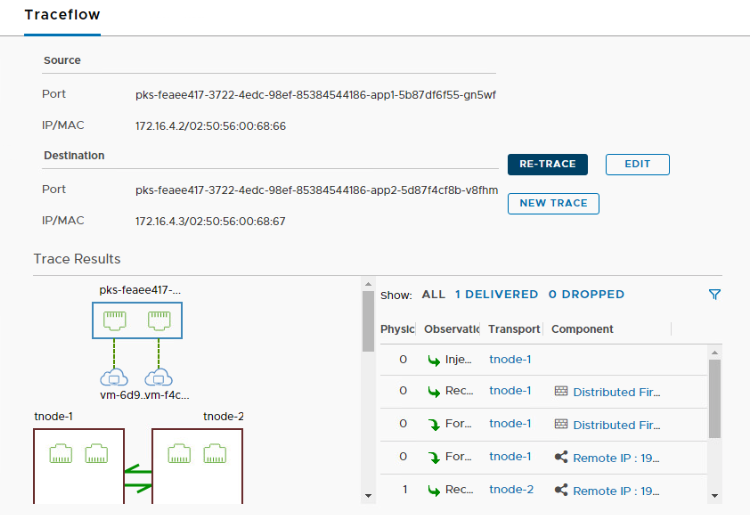 Traceflow
Source
Port pks-feaee417-3722-4edc-98ef-85384544186-app1-5b87df6f55-gn5wf
IP/MAC 172.16.4.2/02:50:56:00:68:66
Destination
RE-TRACE EDIT
Port pks-feaee417-3722-4edc-98ef-85384544186-app2-5d87f4cf8b-v8fhm
NEW TRACE
IP/MAC 172.16.4.3/02:50:56:00:68:67
Trace Results
pks-feaee417-...
vm-6d9..vm-f4c...
tnode-1 tnode-2
Show: ALL 1 DELIVERED 0 DROPPED
Physic Observatic Transport Component
0 Inje... tnode-1
0 Rec... tnode-1 Distributed Fir...
0 For... tnode-1 Distributed Fir...
0 For... tnode-1 Remote IP : 19...
1 Rec... tnode-2 Remote IP : 19...